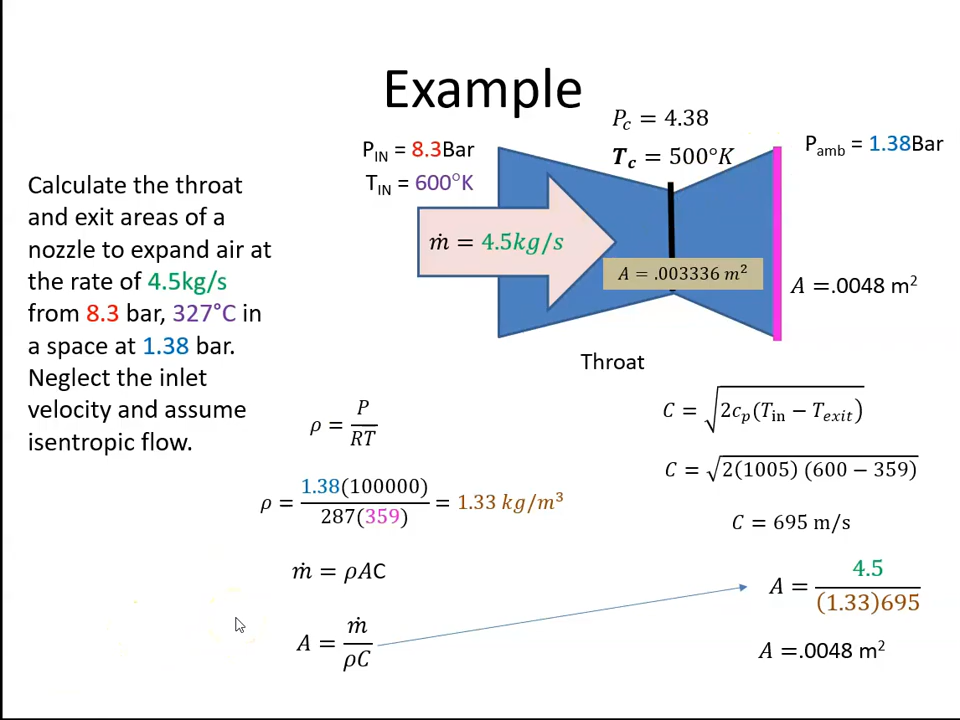 Example
P_c = 4.38
T_c = 500°K
P_IN = 8.3Bar
T_IN = 600°K
P_amb = 1.38Bar
Calculate the throat
and exit areas of a
nozzle to expand air at
the rate of 4.5kg/s
from 8.3 bar, 327°C in
a space at 1.38 bar.
Neglect the inlet
velocity and assume
isentropic flow.
ṁ = 4.5kg/s
A = .003336 m²
A =.0048 m²
Throat
ρ = P/RT
ρ = 1.38(100000)/287(359) = 1.33 kg/m³
ṁ = ρAC
A = ṁ/ρC
C = √(2c_p(T_in − T_exit))
C = √(2(1005) (600 − 359))
C = 695 m/s
A = 4.5/(1.33)695
A =.0048 m²